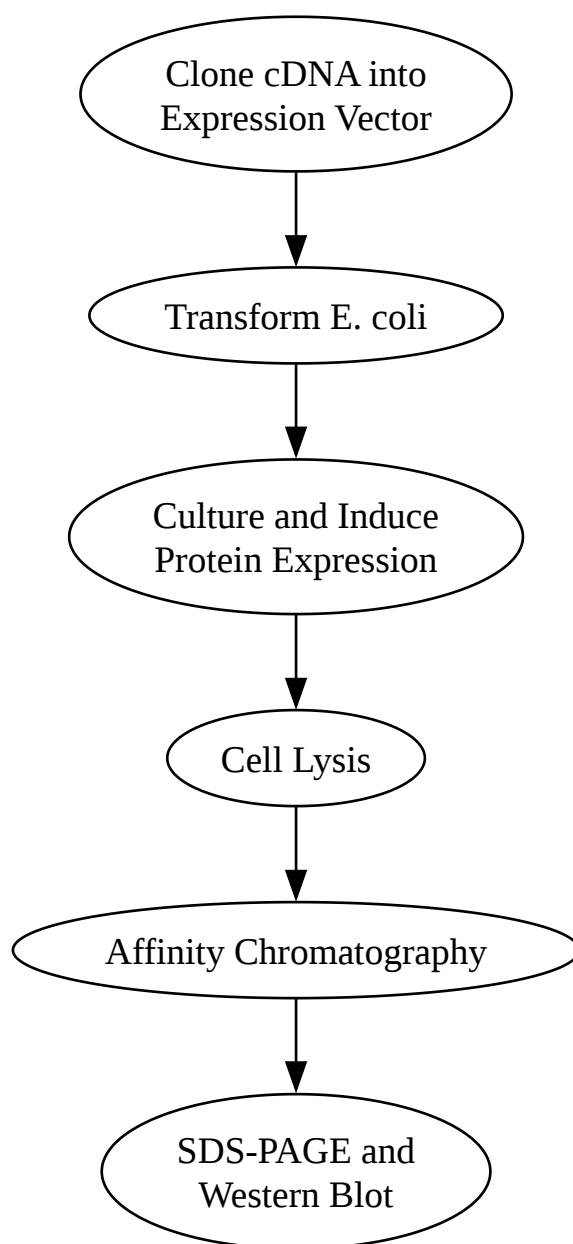 Clone cDNA into
Expression Vector
Transform E. coli
Culture and Induce
Protein Expression
Cell Lysis
Affinity Chromatography
SDS-PAGE and
Western Blot